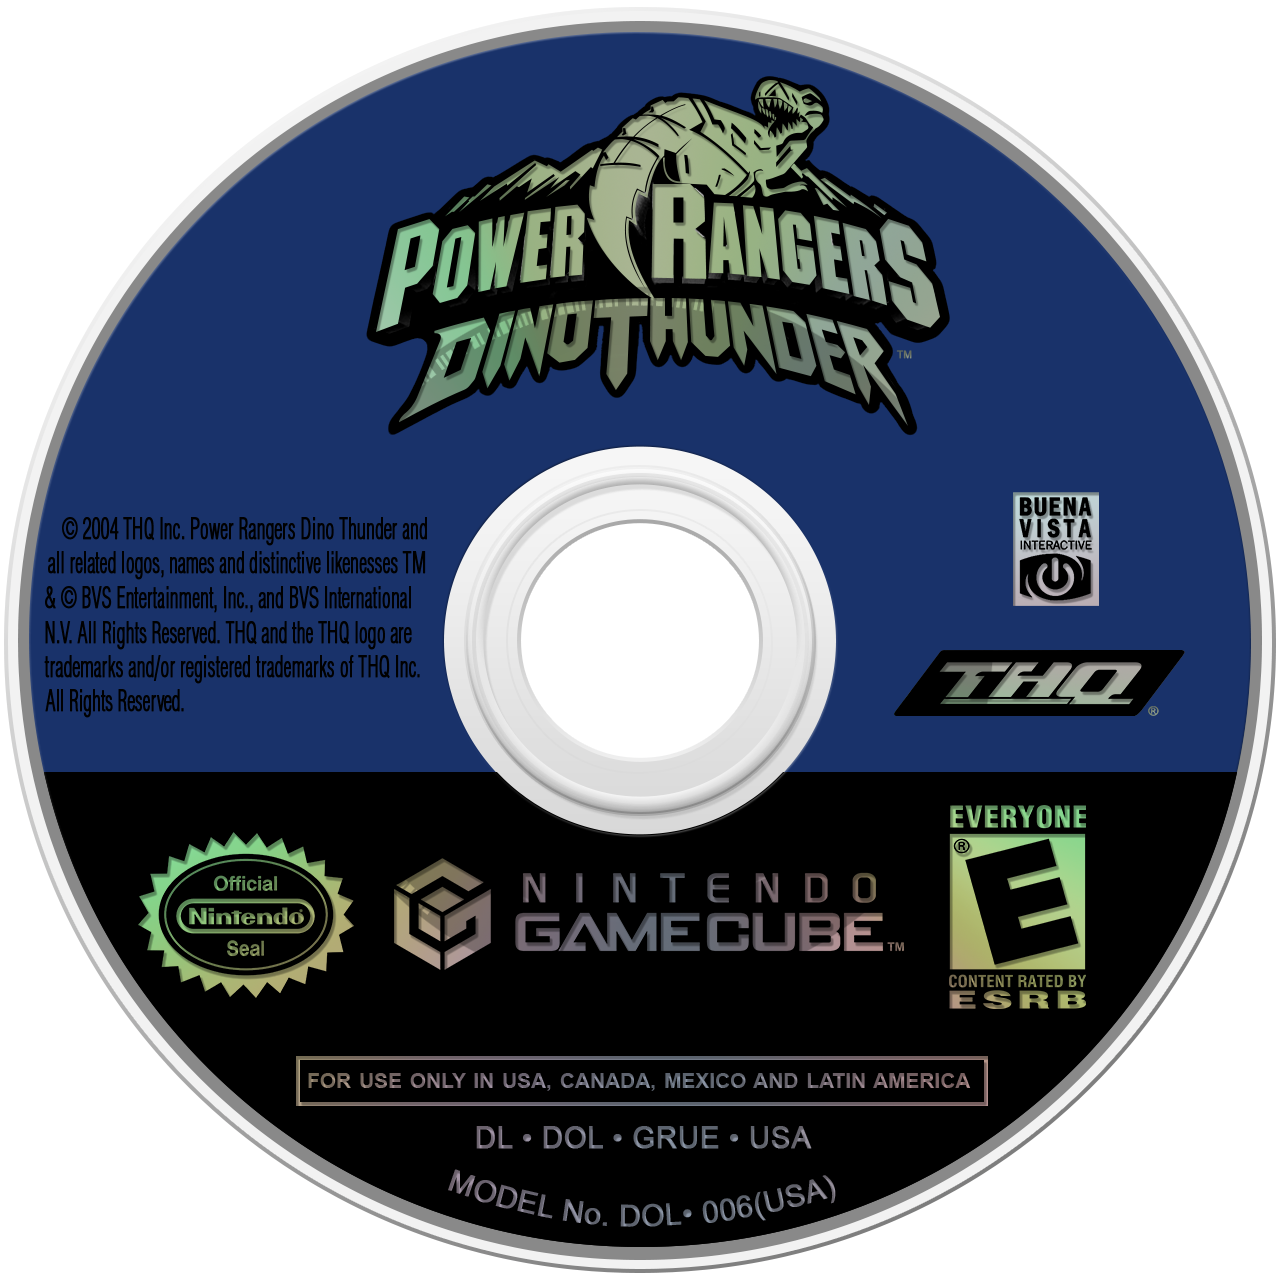 POWER RANGERS
DINO THUNDER ™
© 2004 THQ Inc. Power Rangers Dino Thunder and
all related logos, names and distinctive likenesses TM
& © BVS Entertainment, Inc., and BVS International
N.V. All Rights Reserved. THQ and the THQ logo are
trademarks and/or registered trademarks of THQ Inc.
All Rights Reserved.
BUENA
VISTA
INTERACTIVE
THQ ®
Official
Nintendo®
Seal
NINTENDO
GAMECUBE™
EVERYONE
® E
CONTENT RATED BY
ESRB
FOR USE ONLY IN USA, CANADA, MEXICO AND LATIN AMERICA
DL • DOL • GRUE • USA
MODEL No. DOL• 006(USA)